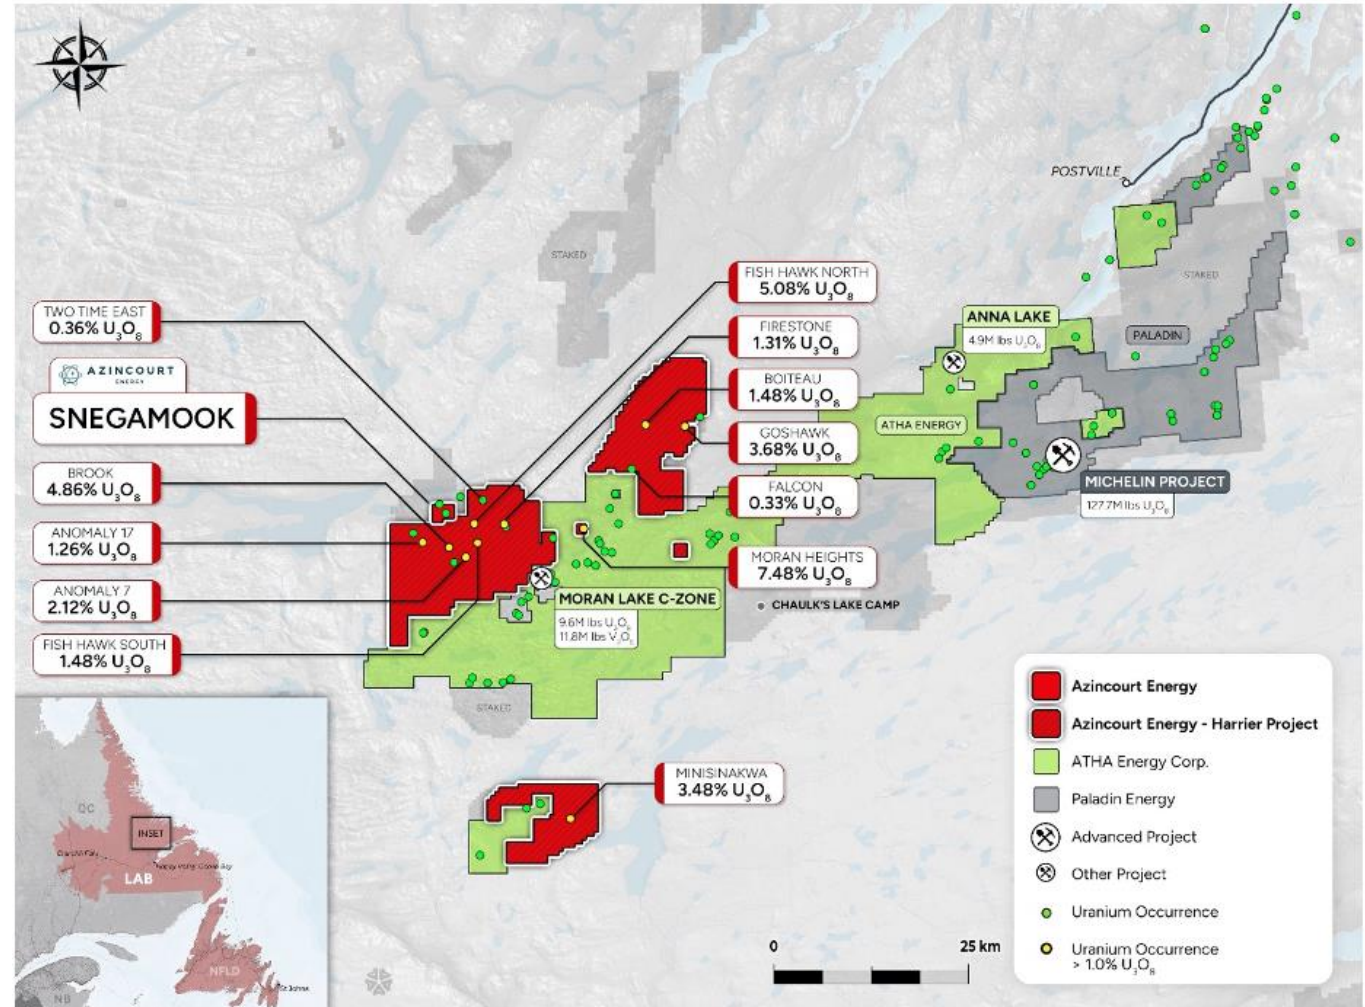 POSTVILLE
STAKED
STAKED
FISH HAWK NORTH
5.08% U3O8
TWO TIME EAST
0.36% U3O8
ANNA LAKE
4.9M lbs U3O8
FIRESTONE
1.31% U3O8
PALADIN
AZINCOURT
ENERGY
BOITEAU
1.48% U3O8
SNEGAMOOK
ATHA ENERGY
GOSHAWK
3.68% U3O8
BROOK
4.86% U3O8
FALCON
0.33% U3O8
MICHELIN PROJECT
127.7M lbs U3O8
ANOMALY 17
1.26% U3O8
MORAN HEIGHTS
7.48% U3O8
ANOMALY 7
2.12% U3O8
MORAN LAKE C-ZONE
9.6M lbs U3O8
11.8M lbs V2O5
CHAULK'S LAKE CAMP
FISH HAWK SOUTH
1.48% U3O8
STAKED
MINISINAKWA
3.48% U3O8
Azincourt Energy
Azincourt Energy - Harrier Project
ATHA Energy Corp.
Paladin Energy
Advanced Project
Other Project
Uranium Occurrence
Uranium Occurrence
> 1.0% U3O8
QC
INSET
LAB
NFLD
St Johns
NB
0 25 km